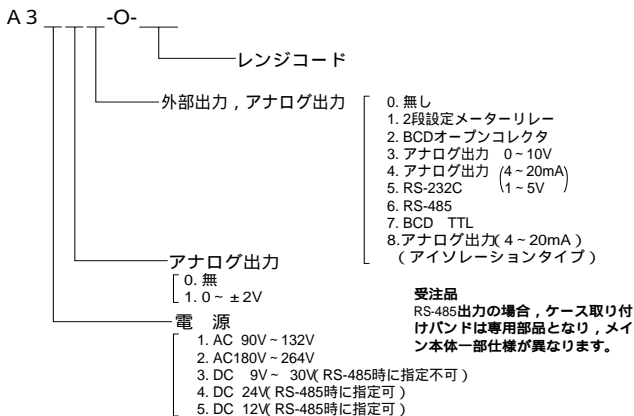 A3 _ _ _ -O- _ _
レンジコード
外部出力，アナログ出力
0. 無し
1. 2段設定メーターリレー
2. BCDオープンコレクタ
3. アナログ出力 0～10V
4. アナログ出力 (4～20mA)
5. RS-232C (1～5V)
6. RS-485
7. BCD TTL
8.アナログ出力(4～20mA)
(アイソレーションタイプ)
アナログ出力
0. 無
1. 0～±2V
受注品
RS-485出力の場合，ケース取り付
けバンドは専用部品となり，メイ
ン本体一部仕様が異なります。
電 源
1. AC 90V～132V
2. AC180V～264V
3. DC 9V～ 30V(RS-485時に指定不可)
4. DC 24V(RS-485時に指定可)
5. DC 12V(RS-485時に指定可)